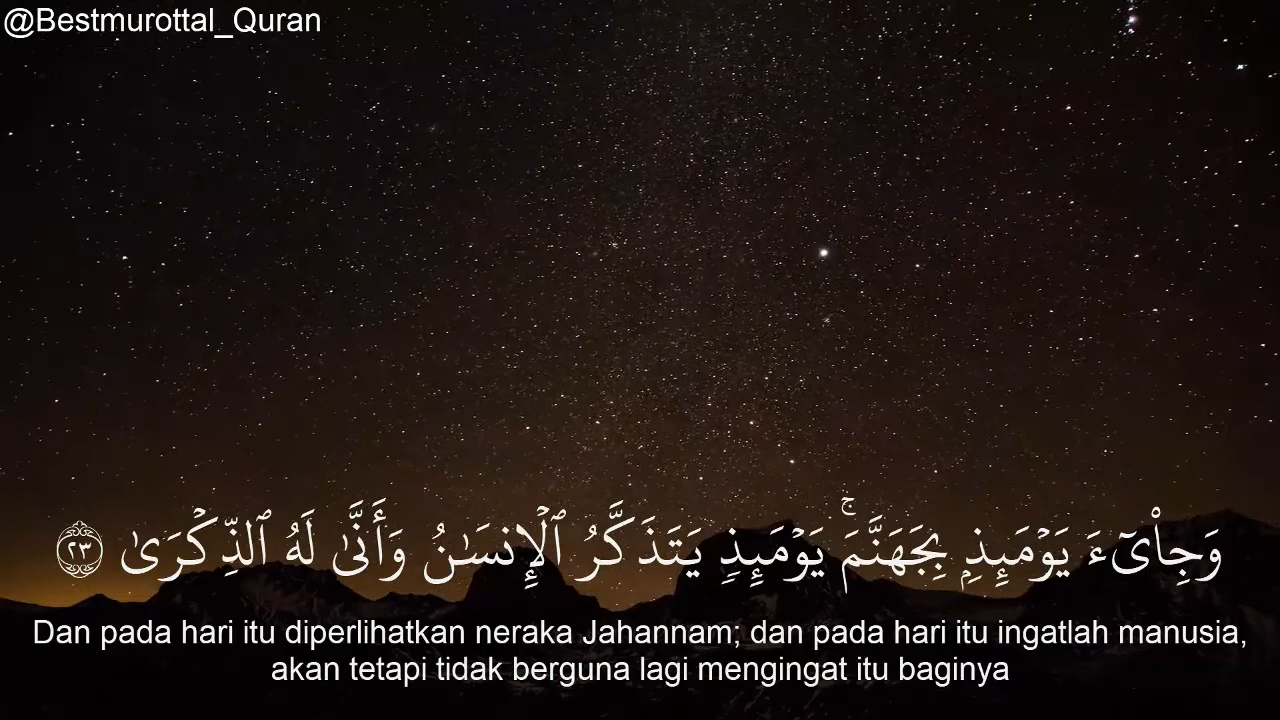 @Bestmurottal_Quran
وَجِا۟ىٓءَ يَوْمَئِذِۭ بِجَهَنَّمَ ۚ يَوْمَئِذٍ يَتَذَكَّرُ ٱلْإِنسَـٰنُ وَأَنَّىٰ لَهُ ٱلذِّكْرَىٰ ٢٣
Dan pada hari itu diperlihatkan neraka Jahannam; dan pada hari itu ingatlah manusia,
akan tetapi tidak berguna lagi mengingat itu baginya